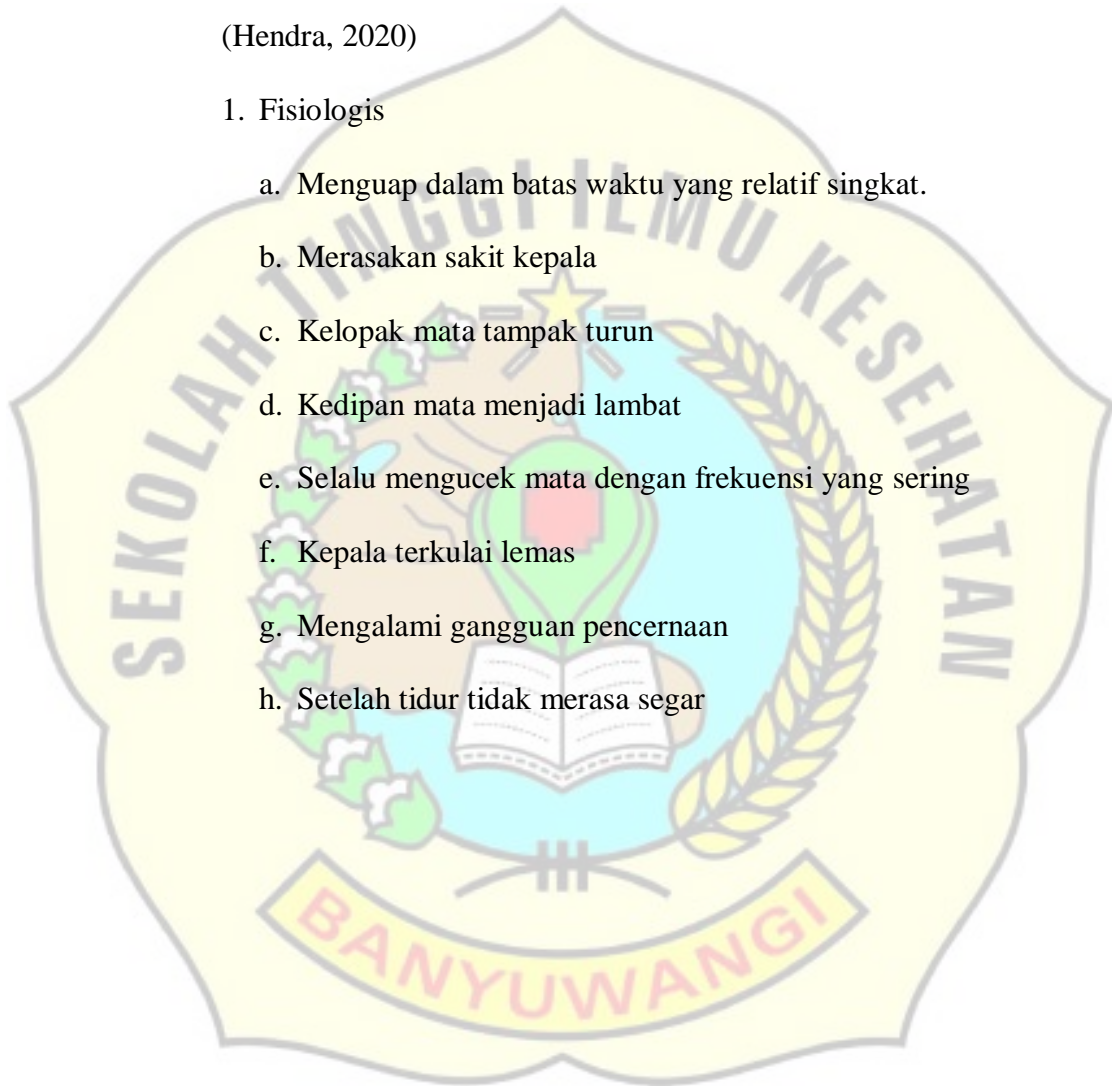 (Hendra, 2020)
1. Fisiologis
a. Menguap dalam batas waktu yang relatif singkat.
b. Merasakan sakit kepala
c. Kelopak mata tampak turun
d. Kedipan mata menjadi lambat
e. Selalu mengucek mata dengan frekuensi yang sering
f. Kepala terkulai lemas
g. Mengalami gangguan pencernaan
h. Setelah tidur tidak merasa segar
SEKOLAH TINGGI ILMU KESEHATAN
BANYUWANGI